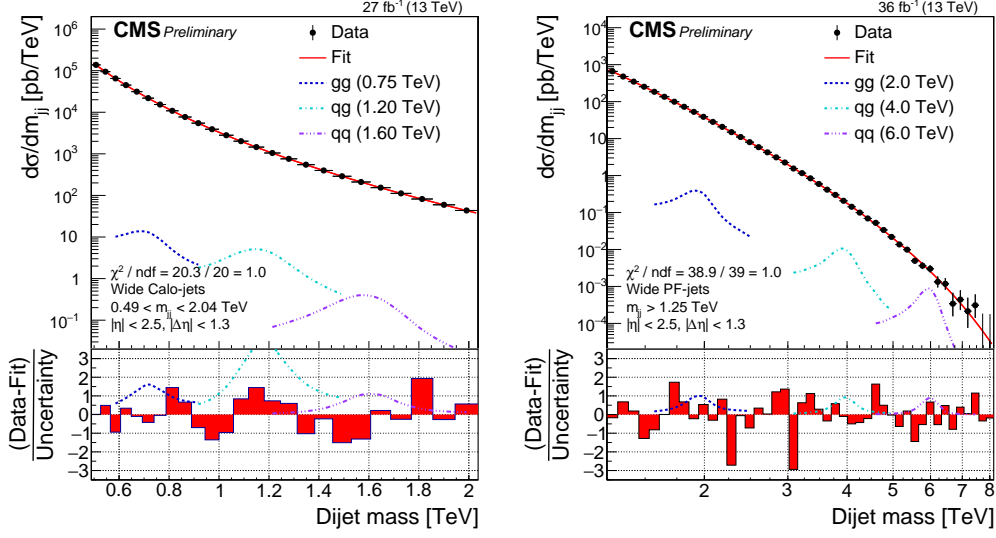 27 fb⁻¹ (13 TeV)
CMS Preliminary
Data
Fit
gg (0.75 TeV)
qg (1.20 TeV)
qq (1.60 TeV)
dσ/dm_jj [pb/TeV]
10⁶
10⁵
10⁴
10³
10²
10
1
10⁻¹
χ² / ndf = 20.3 / 20 = 1.0
Wide Calo-jets
0.49 < m_jj < 2.04 TeV
|η| < 2.5, |Δη| < 1.3
(Data-Fit)
Uncertainty
3
2
1
0
−1
−2
−3
0.6 0.8 1 1.2 1.4 1.6 1.8 2
Dijet mass [TeV]
36 fb⁻¹ (13 TeV)
CMS Preliminary
Data
Fit
gg (2.0 TeV)
qg (4.0 TeV)
qq (6.0 TeV)
dσ/dm_jj [pb/TeV]
10⁴
10³
10²
10
1
10⁻¹
10⁻²
10⁻³
10⁻⁴
χ² / ndf = 38.9 / 39 = 1.0
Wide PF-jets
m_jj > 1.25 TeV
|η| < 2.5, |Δη| < 1.3
(Data-Fit)
Uncertainty
3
2
1
0
−1
−2
−3
2 3 4 5 6 7 8
Dijet mass [TeV]